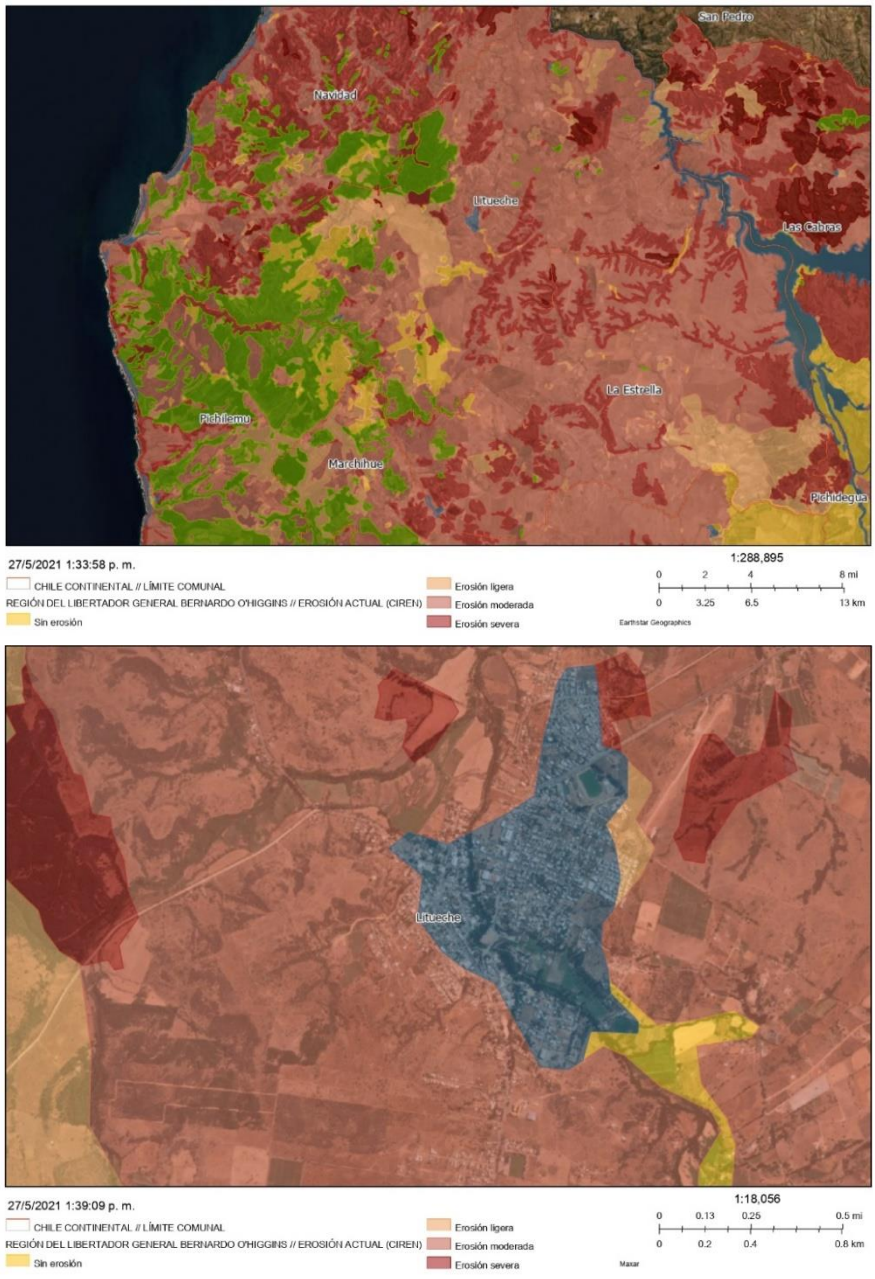 San Pedro
Navidad
Litueche
Las Cabras
La Estrella
Pichilemu
Marchihue
Pichidegua
27/5/2021 1:33:58 p. m.
CHILE CONTINENTAL // LÍMITE COMUNAL
REGIÓN DEL LIBERTADOR GENERAL BERNARDO O'HIGGINS // EROSIÓN ACTUAL (CIREN)
Sin erosión
Erosión ligera
Erosión moderada
Erosión severa
1:288,895
0 2 4 8 mi
0 3.25 6.5 13 km
Earthstar Geographics
Litueche
27/5/2021 1:39:09 p. m.
CHILE CONTINENTAL // LÍMITE COMUNAL
REGIÓN DEL LIBERTADOR GENERAL BERNARDO O'HIGGINS // EROSIÓN ACTUAL (CIREN)
Sin erosión
Erosión ligera
Erosión moderada
Erosión severa
1:18,056
0 0.13 0.25 0.5 mi
0 0.2 0.4 0.8 km
Maxar